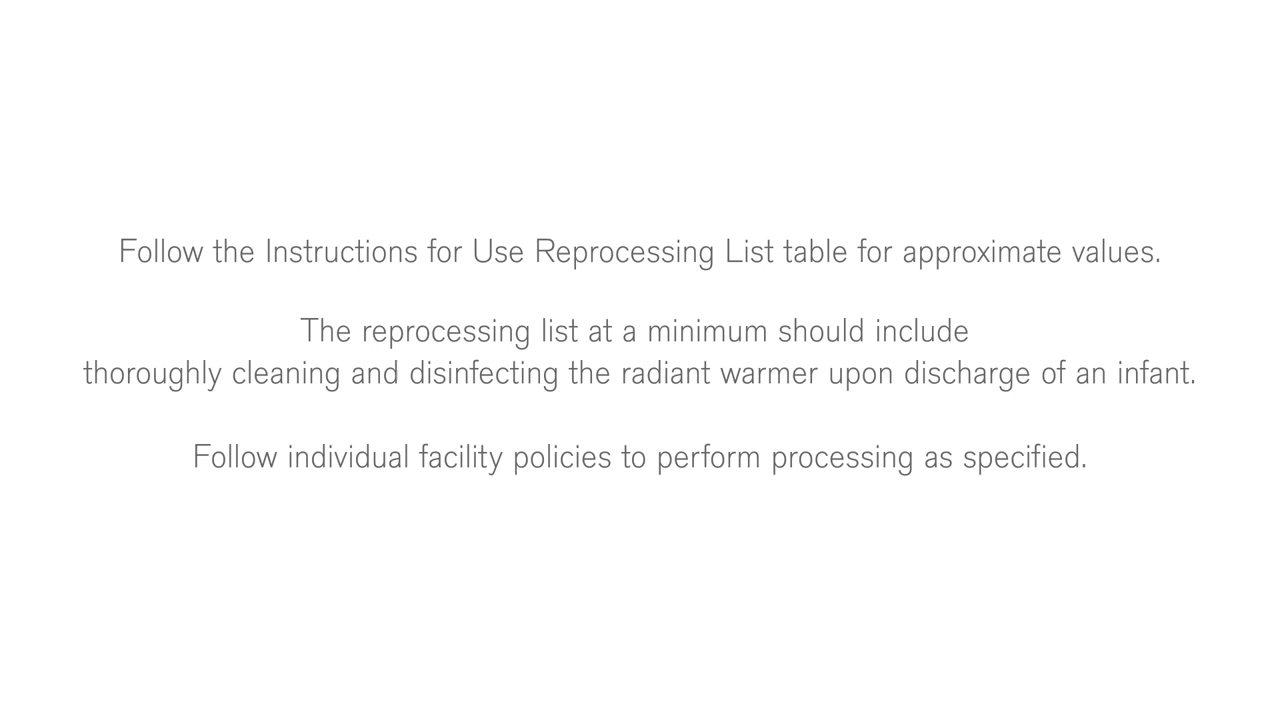 Follow the Instructions for Use Reprocessing List table for approximate values.
The reprocessing list at a minimum should include
thoroughly cleaning and disinfecting the radiant warmer upon discharge of an infant.
Follow individual facility policies to perform processing as specified.